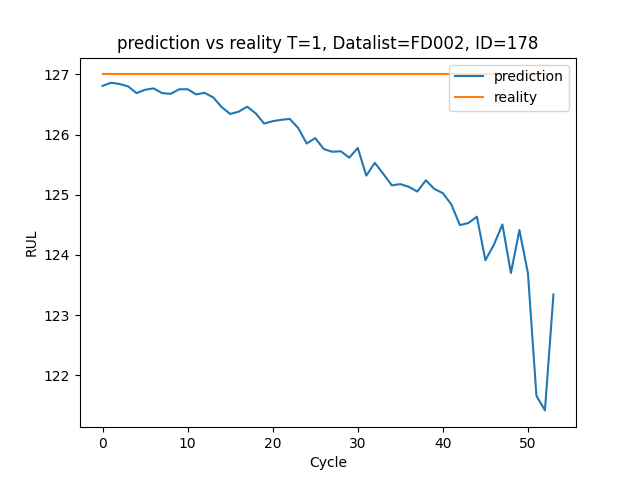 prediction vs reality T=1, Datalist=FD002, ID=178
127
126
125
124
123
122
RUL
prediction
reality
0 10 20 30 40 50
Cycle